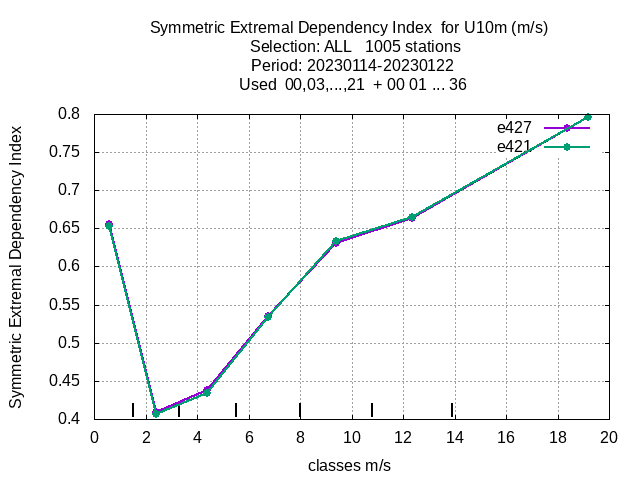 Symmetric Extremal Dependency Index  for U10m (m/s)
Selection: ALL   1005 stations
Period: 20230114-20230122
Used  00,03,...,21  + 00 01 ... 36
Symmetric Extremal Dependency Index
0.8
0.75
0.7
0.65
0.6
0.55
0.5
0.45
0.4
e427
e421
0 2 4 6 8 10 12 14 16 18 20
classes m/s